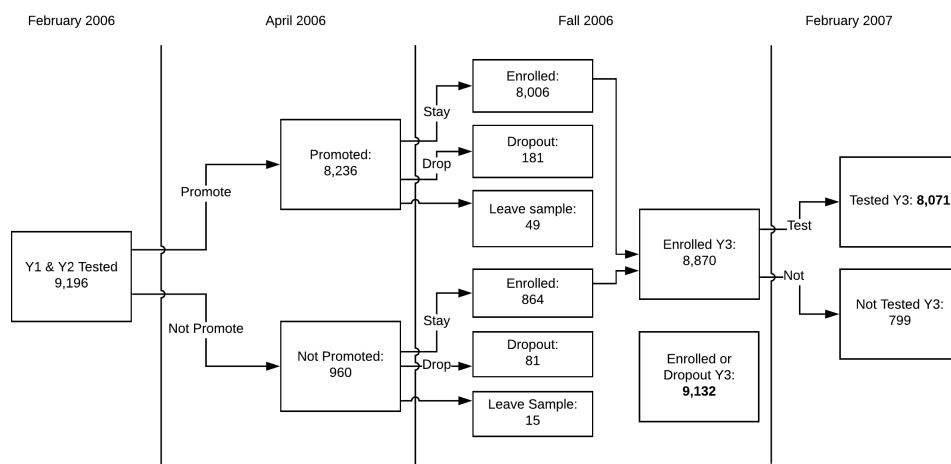 February 2006
April 2006
Fall 2006
February 2007
Y1 & Y2 Tested
9,196
Promote
Not Promote
Promoted:
8,236
Not Promoted:
960
Stay
Drop
Stay
Drop
Enrolled:
8,006
Dropout:
181
Leave sample:
49
Enrolled:
864
Dropout:
81
Leave Sample:
15
Enrolled Y3:
8,870
Enrolled or
Dropout Y3:
9,132
Test
Not
Tested Y3: 8,071
Not Tested Y3:
799